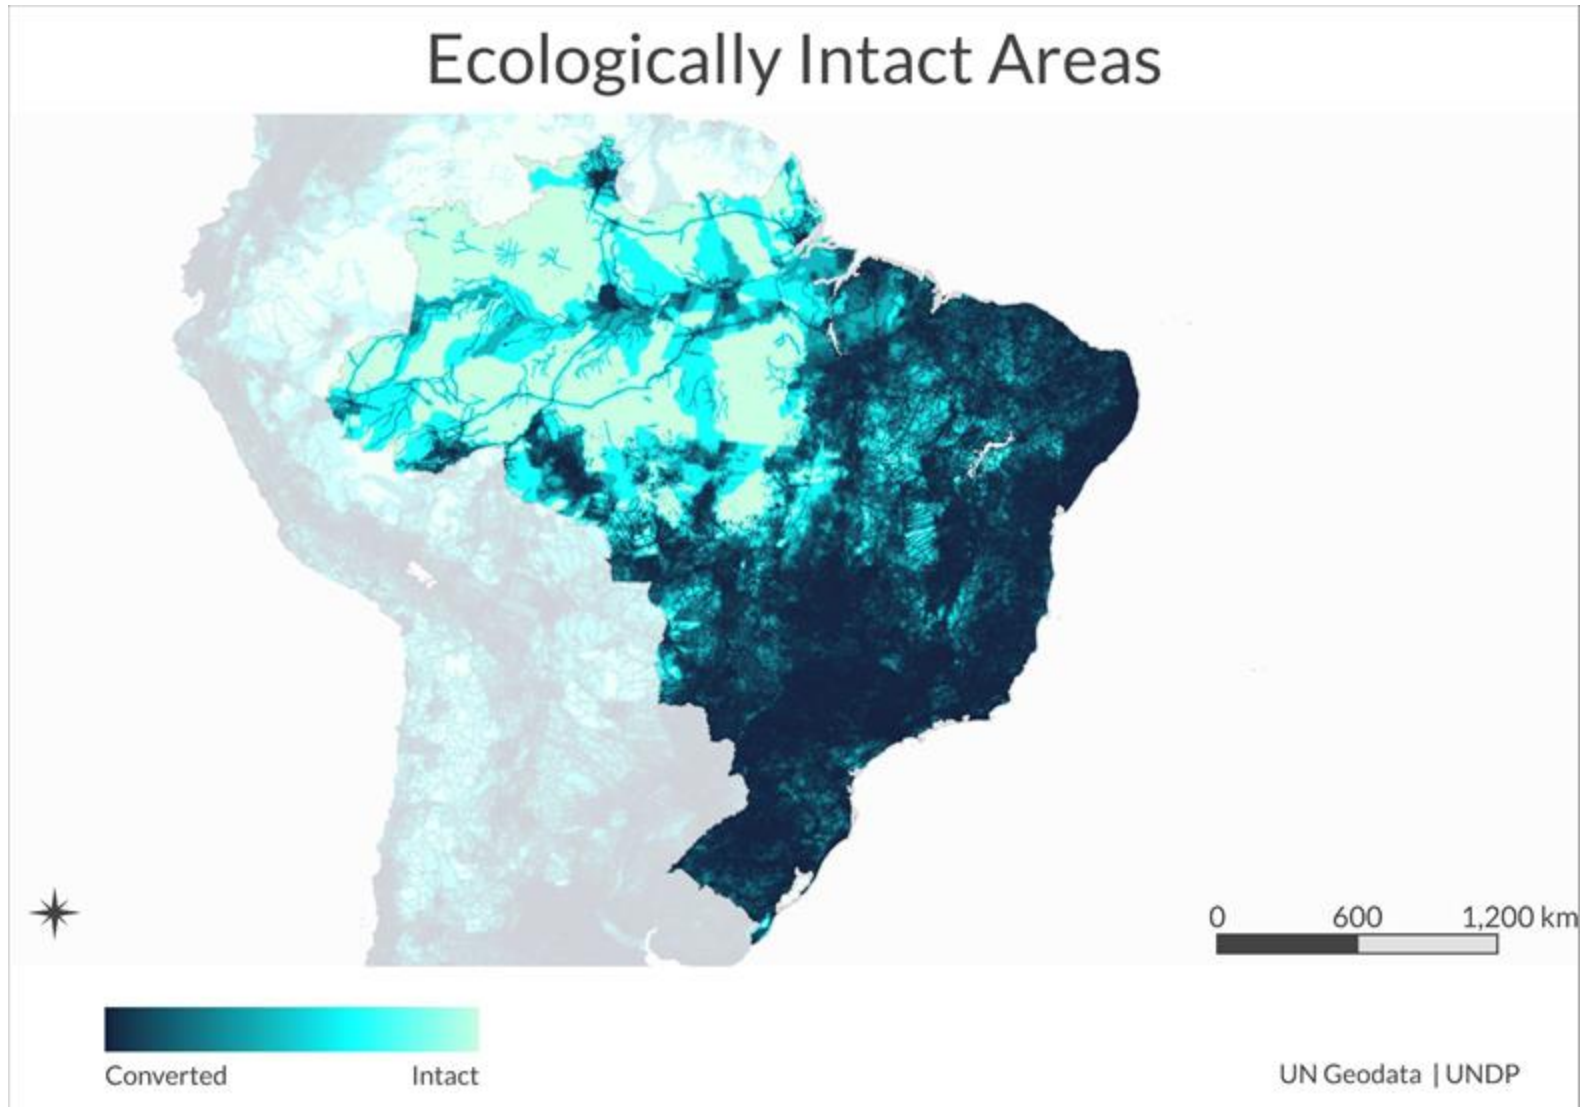 Ecologically Intact Areas
0 600 1,200 km
Converted Intact
UN Geodata | UNDP